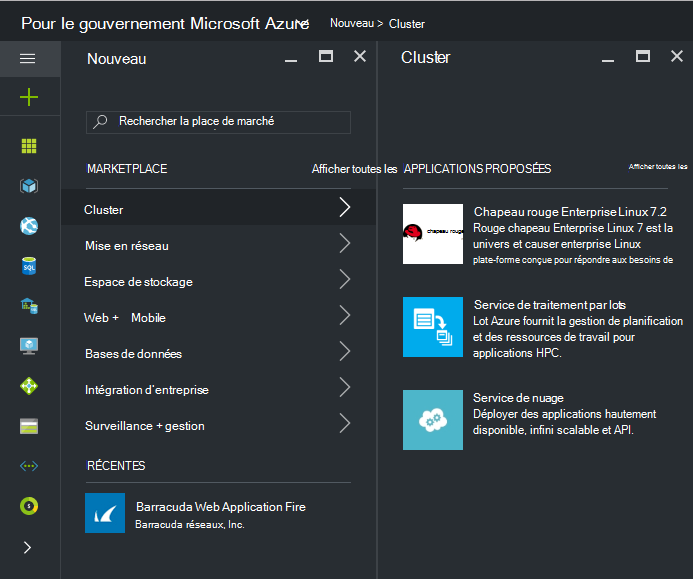 Pour le gouvernement Microsoft Azure
Nouveau > Cluster
Nouveau
Cluster
Rechercher la place de marché
MARKETPLACE
Afficher toutes les
APPLICATIONS PROPOSÉES
Afficher toutes les
Cluster
Mise en réseau
Espace de stockage
Web + Mobile
Bases de données
Intégration d'entreprise
Surveillance + gestion
RÉCENTES
Barracuda Web Application Fire
Barracuda réseaux, Inc.
chapeau rouge
Chapeau rouge Enterprise Linux 7.2
Rouge chapeau Enterprise Linux 7 est la
univers et causer enterprise Linux
plate-forme conçue pour répondre aux besoins de
Service de traitement par lots
Lot Azure fournit la gestion de planification
et des ressources de travail pour
applications HPC.
Service de nuage
Déployer des applications hautement
disponible, infini scalable et API.
SQL